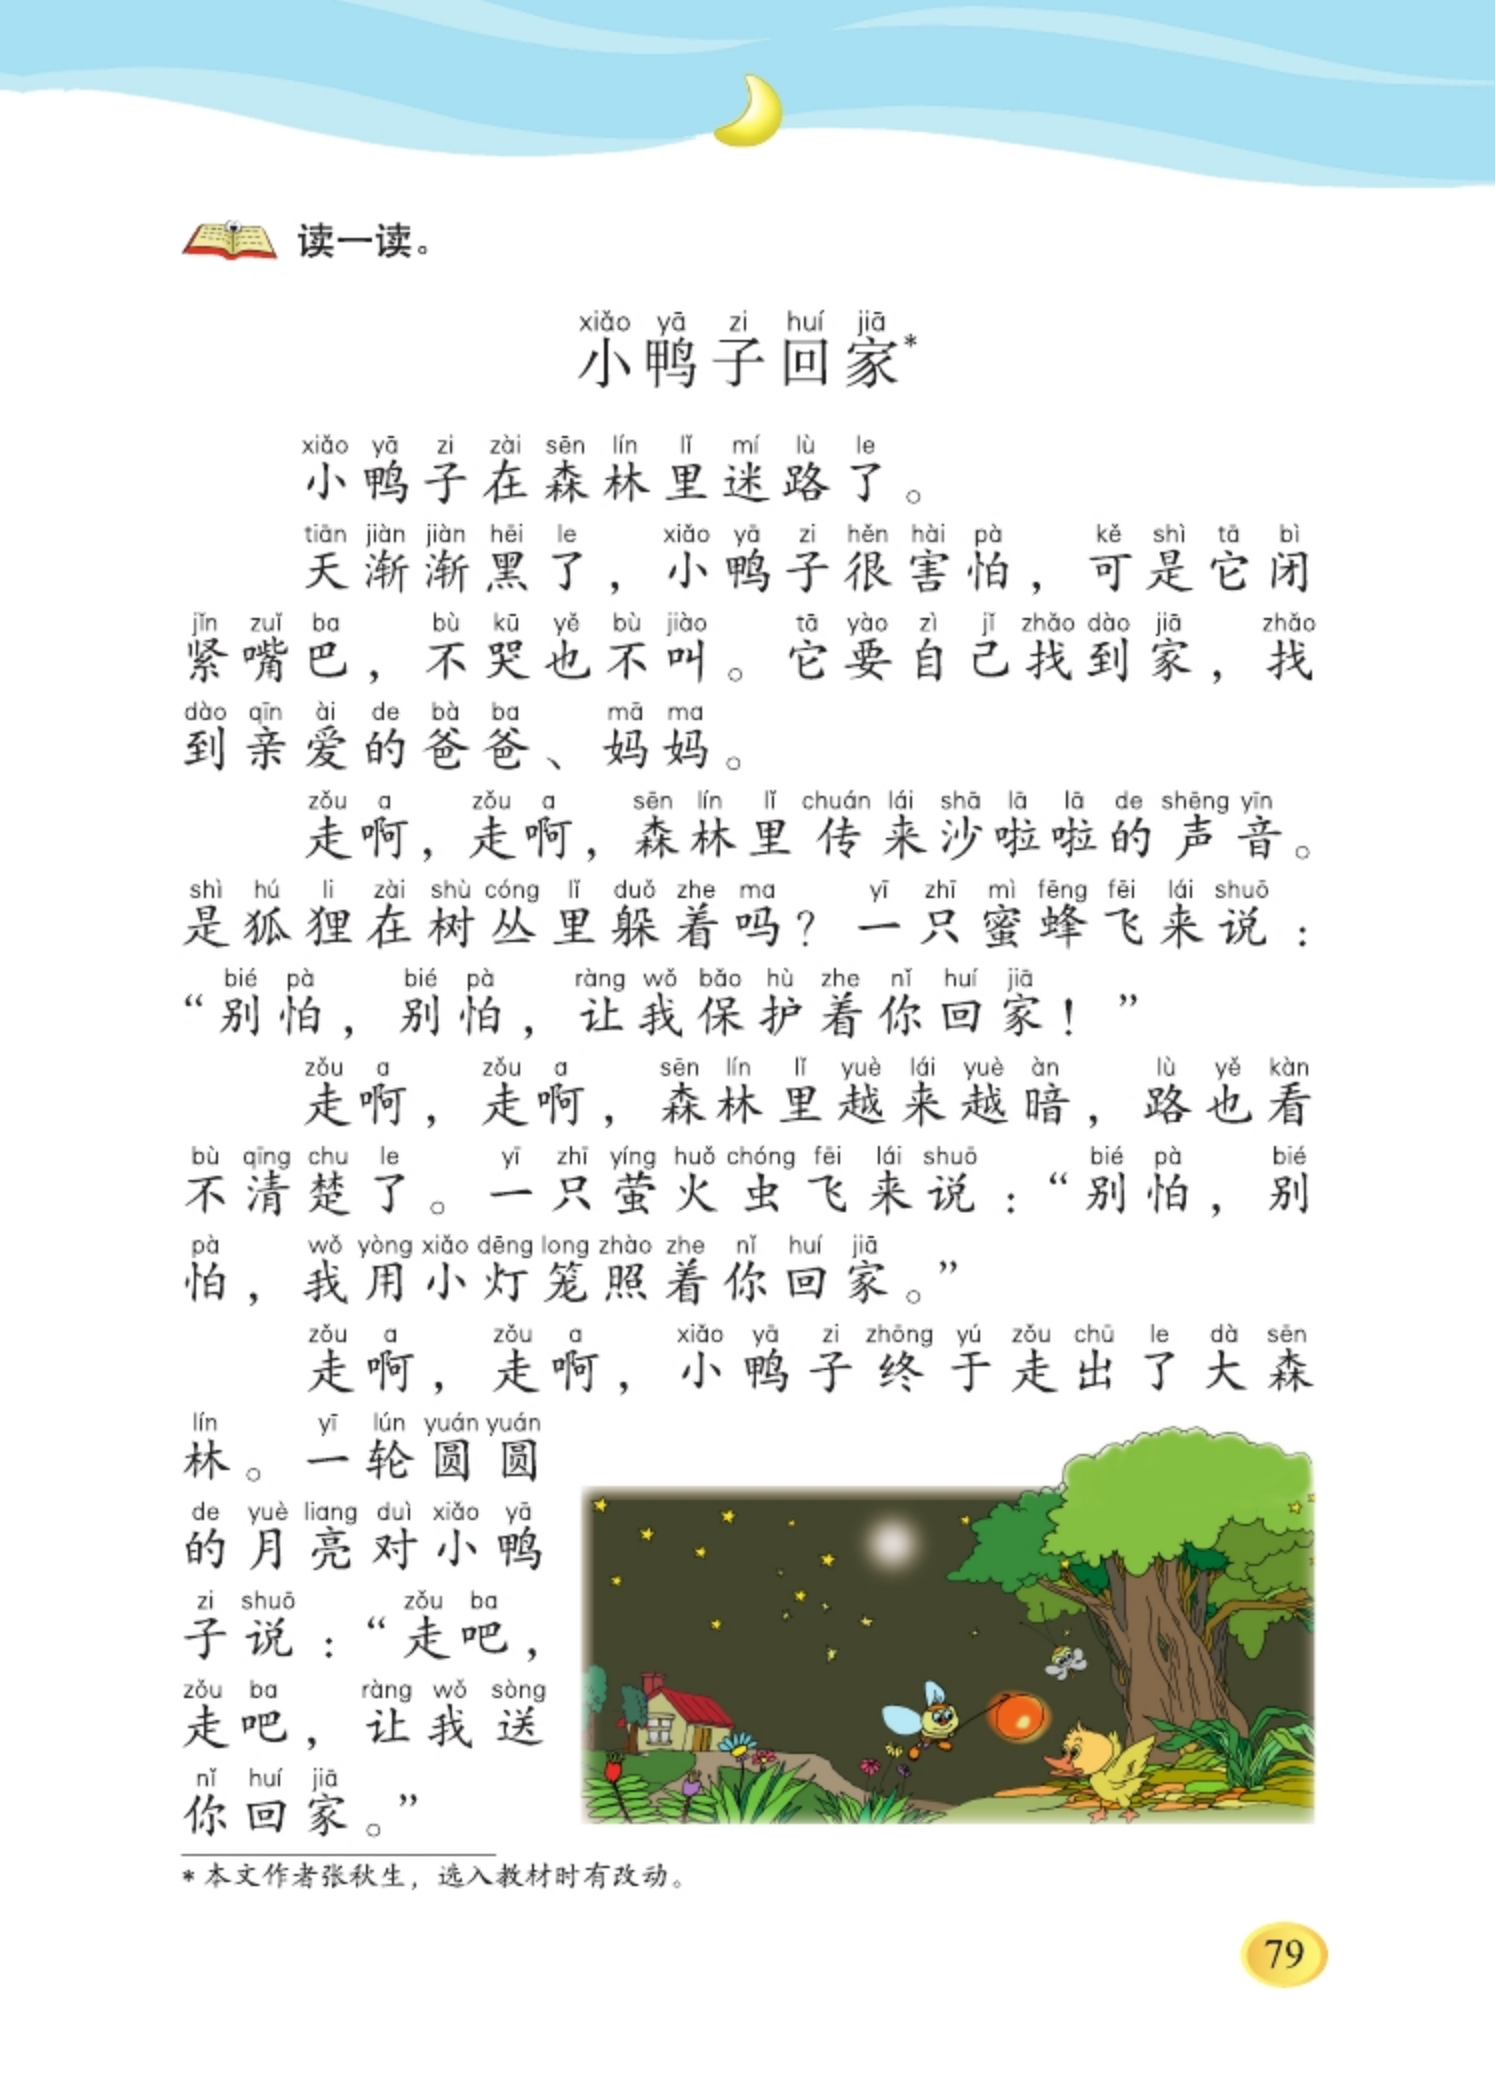 读一读。
xiǎo yā zi huí jiā
小鸭子回家*
xiǎo yā zi zài sēn lín lǐ mí lù le
小鸭子在森林里迷路了。
tiān jiàn jiàn hēi le xiǎo yā zi hěn hài pà kě shì tā bì
天渐渐黑了，小鸭子很害怕，可是它闭
jǐn zuǐ ba bù kū yě bù jiào tā yào zì jǐ zhǎo dào jiā zhǎo
紧嘴巴，不哭也不叫。它要自己找到家，找
dào qīn ài de bà ba mā ma
到亲爱的爸爸、妈妈。
zǒu a zǒu a sēn lín lǐ chuán lái shā lā lā de shēng yīn
走啊，走啊，森林里传来沙啦啦的声音。
shì hú li zài shù cóng lǐ duǒ zhe ma yī zhī mì fēng fēi lái shuō
是狐狸在树丛里躲着吗？一只蜜蜂飞来说：
bié pà bié pà ràng wǒ bǎo hù zhe nǐ huí jiā
“别怕，别怕，让我保护着你回家！”
zǒu a zǒu a sēn lín lǐ yuè lái yuè àn lù yě kàn
走啊，走啊，森林里越来越暗，路也看
bù qīng chu le yī zhī yíng huǒ chóng fēi lái shuō bié pà bié
不清楚了。一只萤火虫飞来说：“别怕，别
pà wǒ yòng xiǎo dēng long zhào zhe nǐ huí jiā
怕，我用小灯笼照着你回家。”
zǒu a zǒu a xiǎo yā zi zhōng yú zǒu chū le dà sēn
走啊，走啊，小鸭子终于走出了大森
lín yī lún yuán yuán
林。一轮圆圆
de yuè liang duì xiǎo yā
的月亮对小鸭
zi shuō zǒu ba
子说：“走吧，
zǒu ba ràng wǒ sòng
走吧，让我送
nǐ huí jiā
你回家。”
* 本文作者张秋生，选入教材时有改动。
79